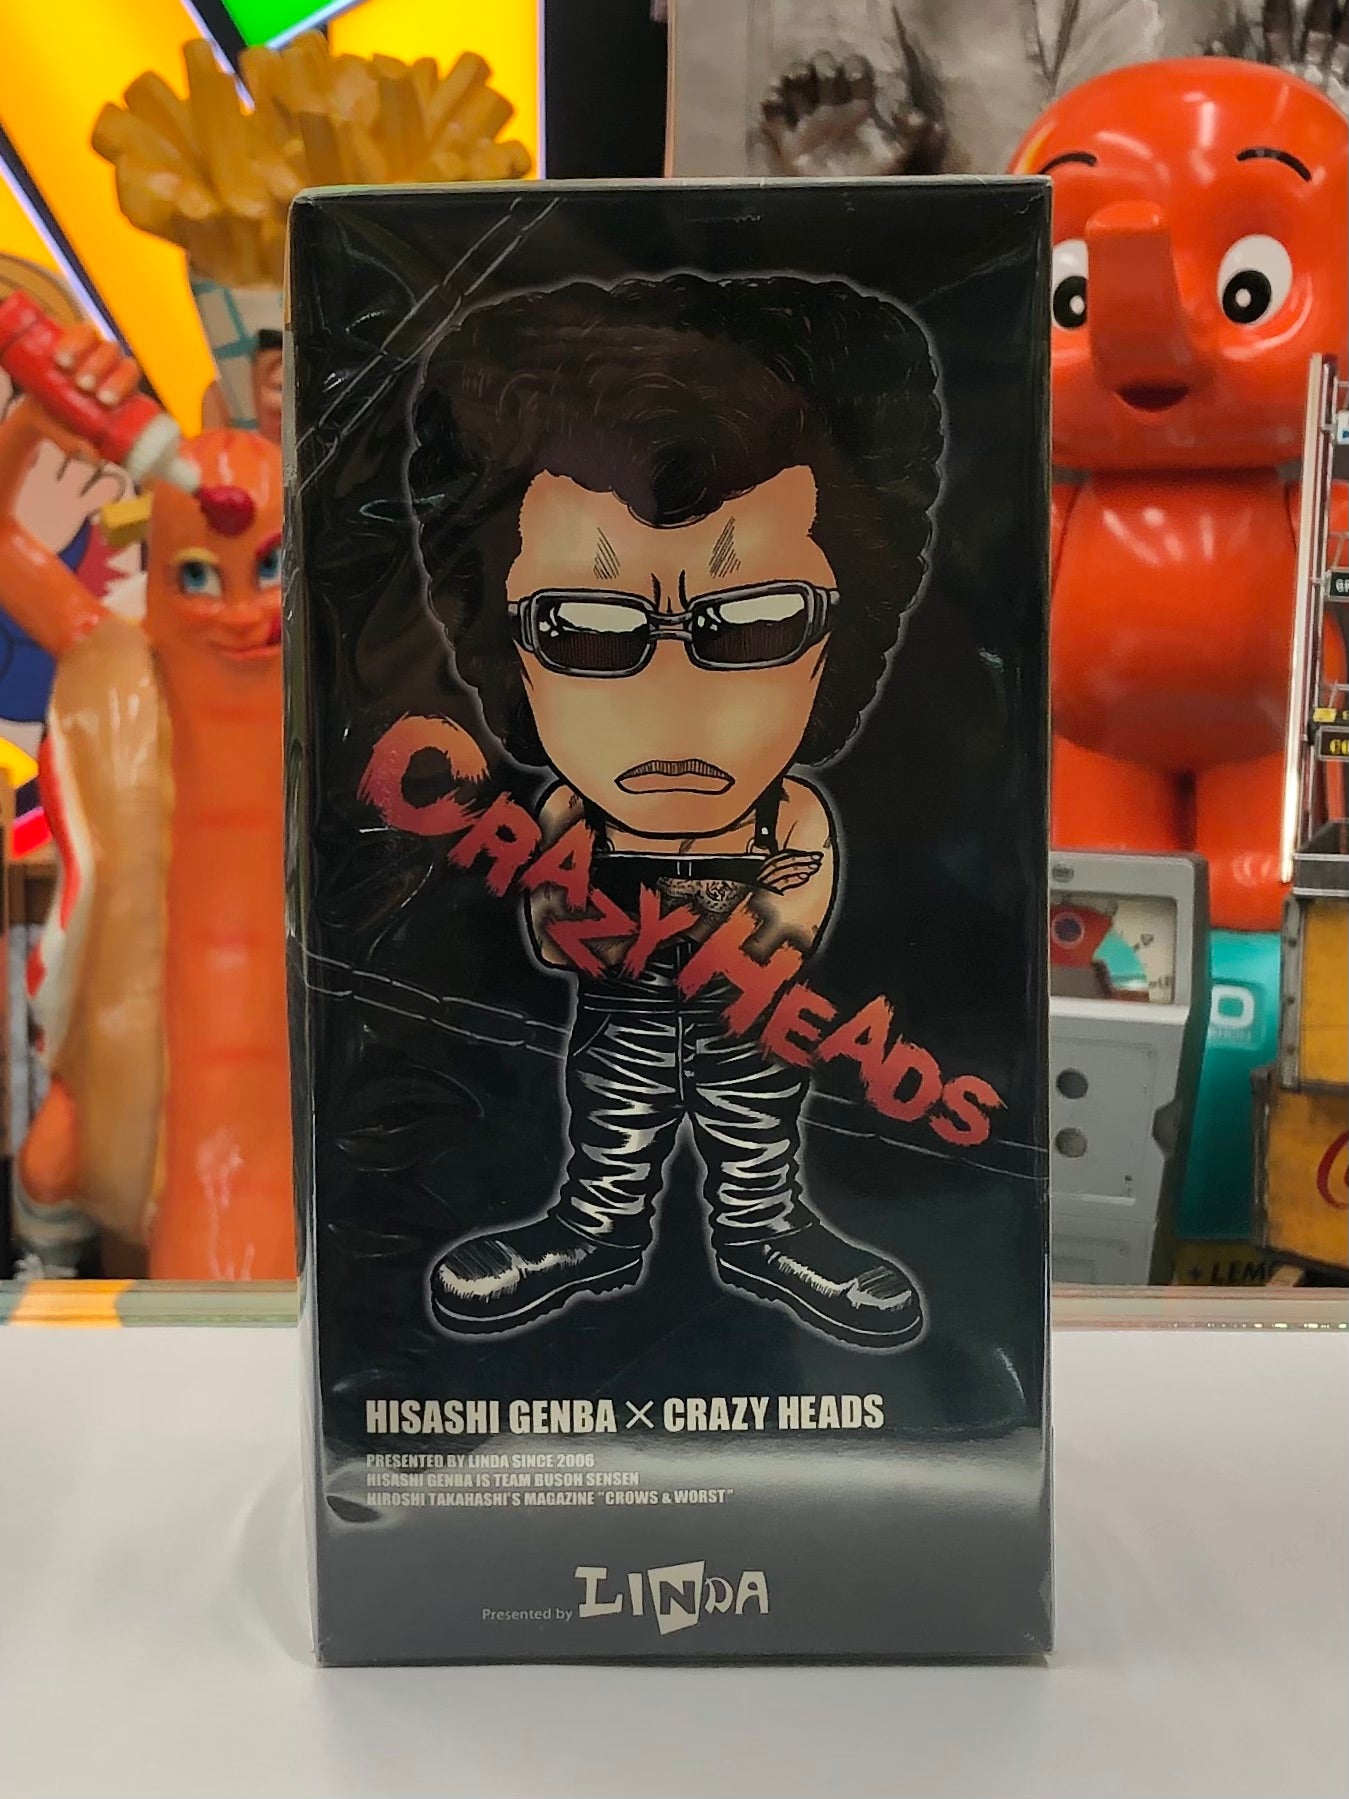 CRAZY HEADS
HISASHI GENBA × CRAZY HEADS
PRESENTED BY LINDA SINCE 2006
HISASHI GENBA IS TEAM BUSOH SENSEN
HIROSHI TAKAHASHI'S MAGAZINE "CROWS & WORST"
Presented by LINDA
+ LEM